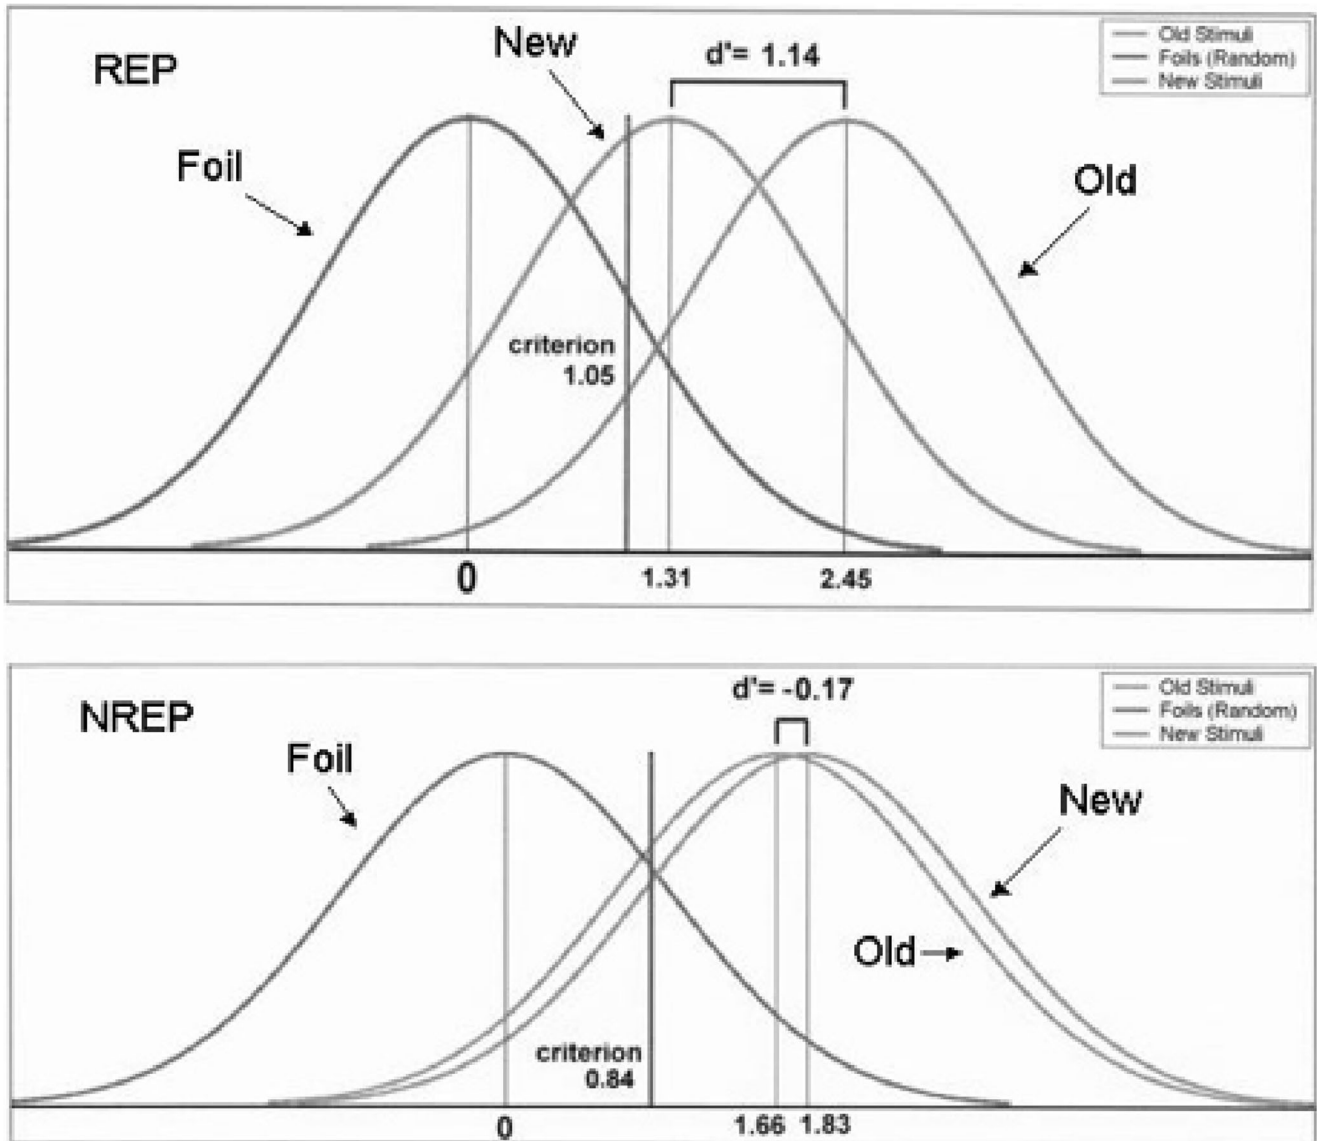 REP
New
d'= 1.14
Old Stimuli
Foils (Random)
New Stimuli
Foil
Old
criterion
1.05
0
1.31
2.45
NREP
d'= -0.17
Old Stimuli
Foils (Random)
New Stimuli
Foil
New
Old
criterion
0.84
0
1.66
1.83